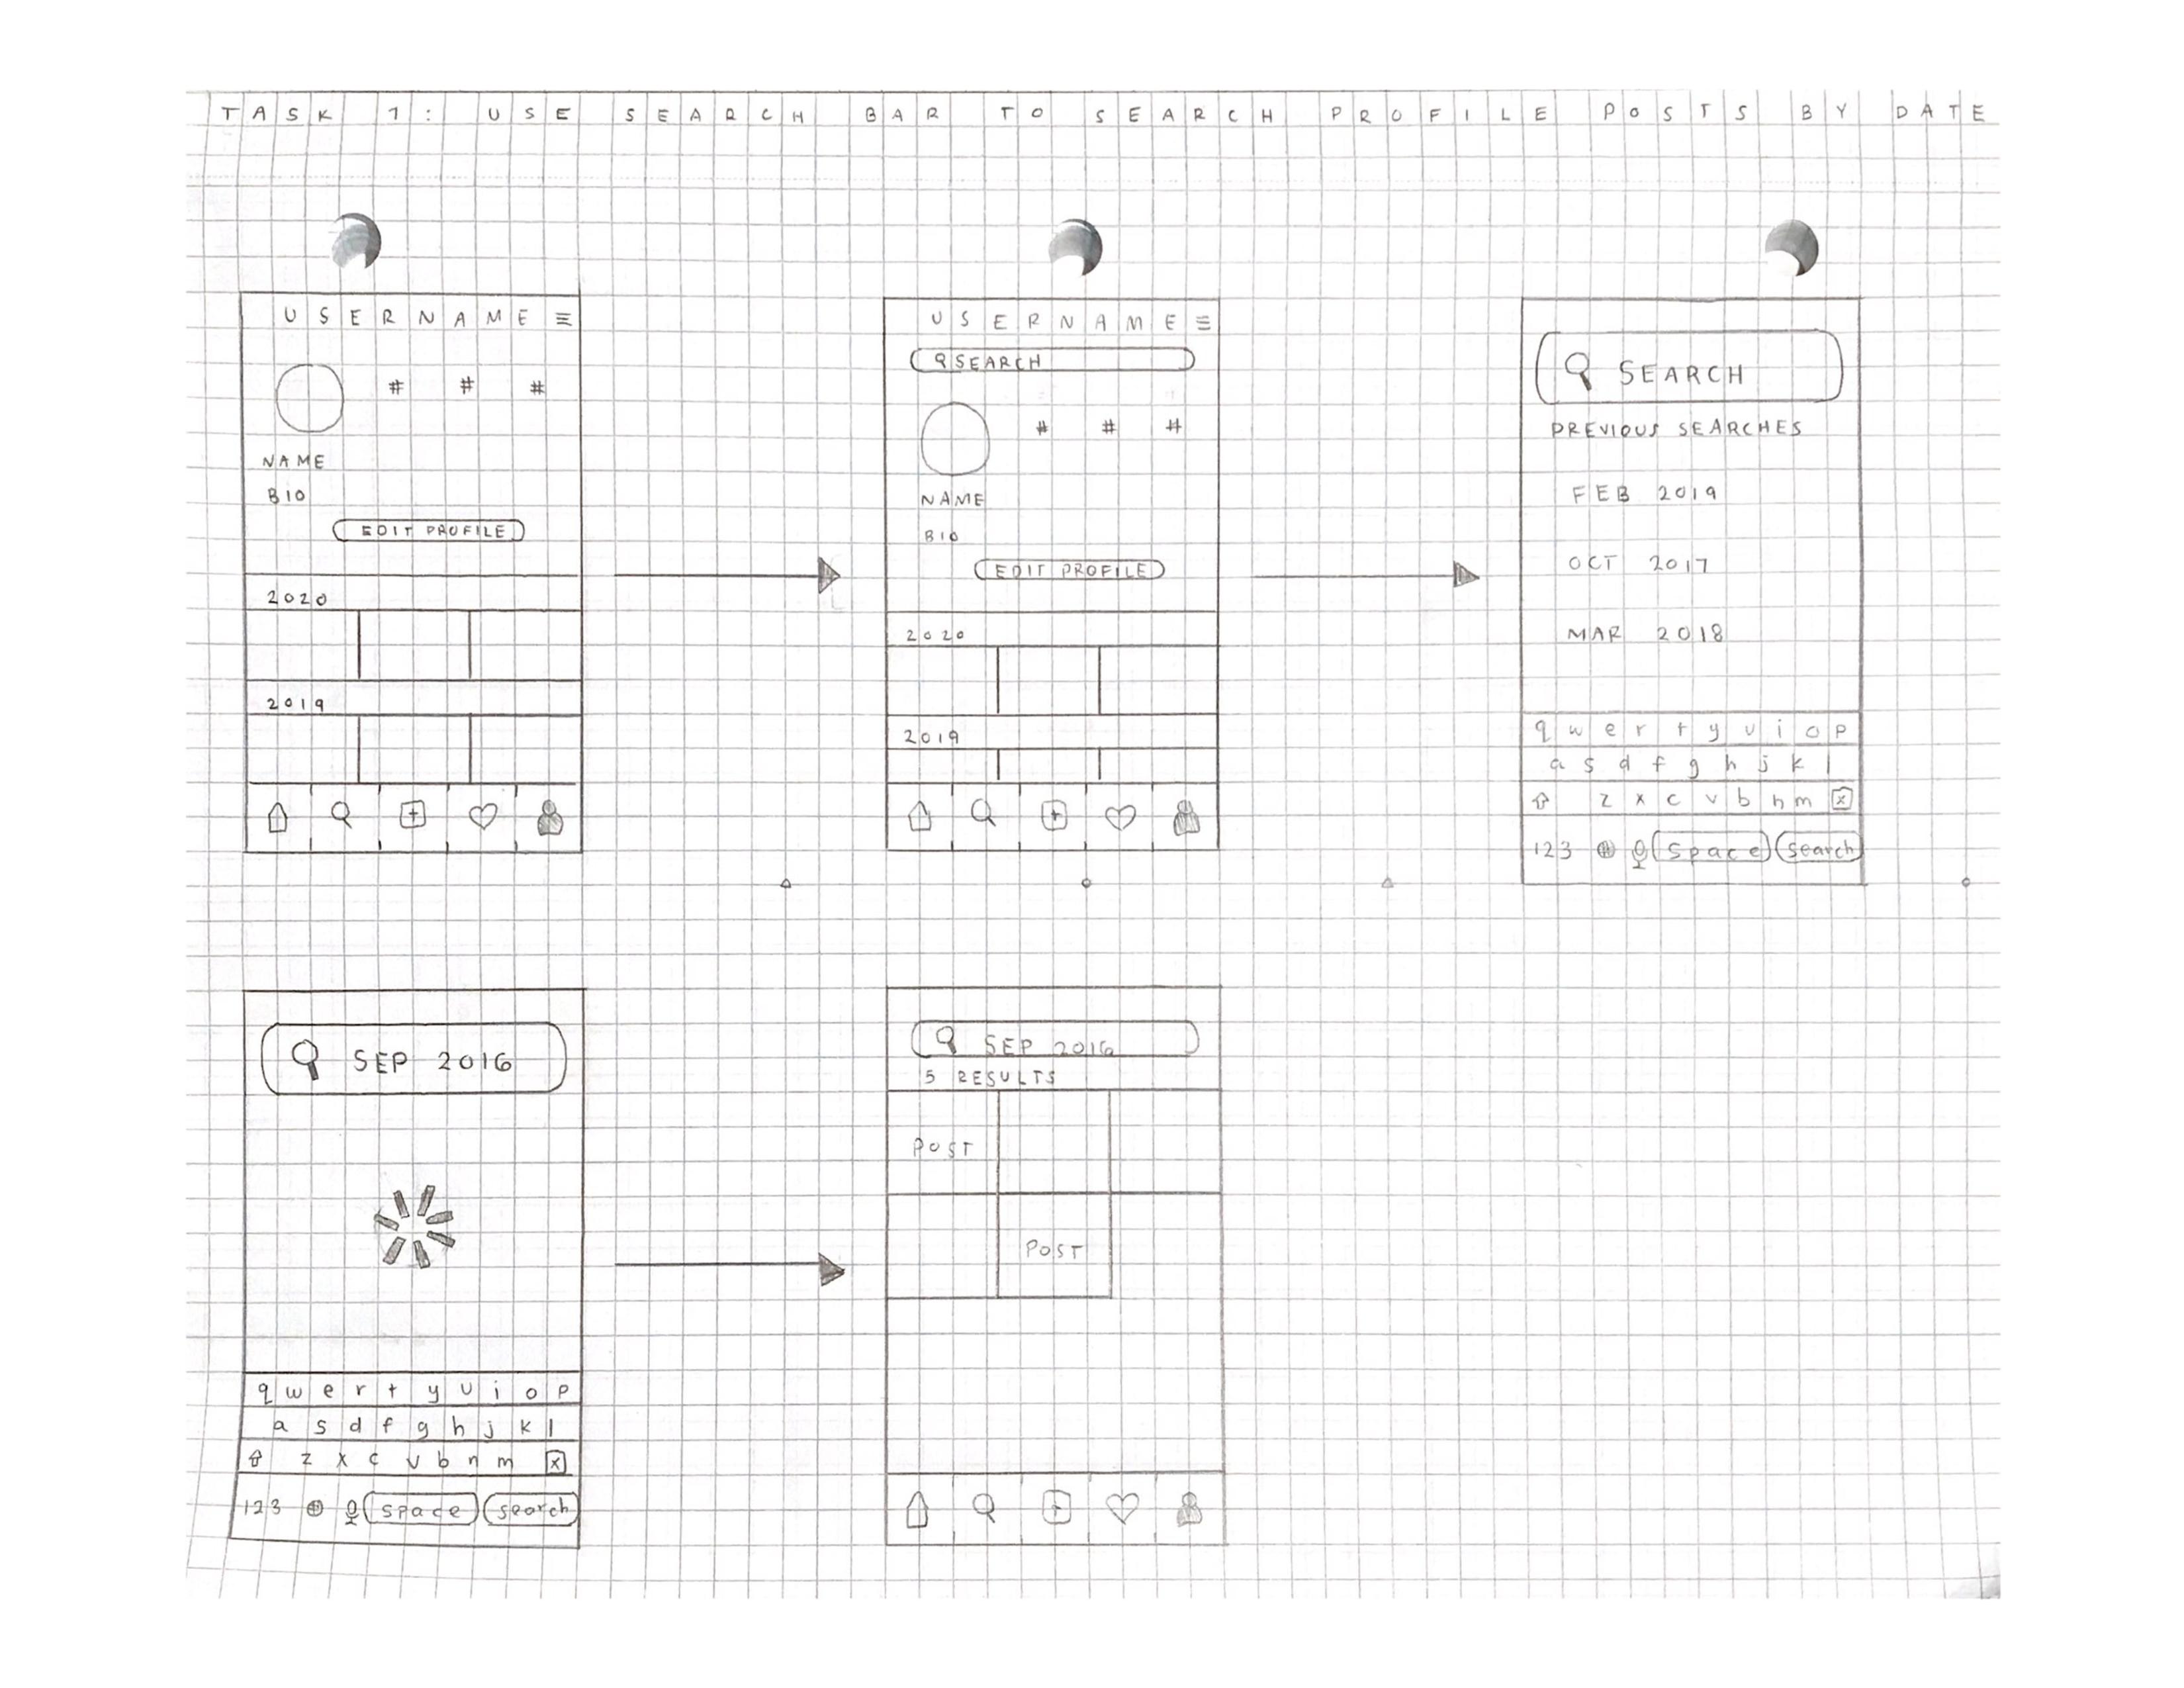 TASK 1: USE SEARCH BAR TO SEARCH PROFILE POSTS BY DATE
USERNAME
# # #
NAME
BIO
EDIT PROFILE
2020
2019
USERNAME
SEARCH
# # #
NAME
BIO
EDIT PROFILE
2020
2019
SEARCH
PREVIOUS SEARCHES
FEB 2019
OCT 2017
MAR 2018
q w e r t y u i o p
a s d f g h j k l
z x c v b n m x
123 space search
SEP 2016
q w e r t y u i o p
a s d f g h j k l
z x c v b n m x
123 space search
SEP 2016
5 RESULTS
POST
POST